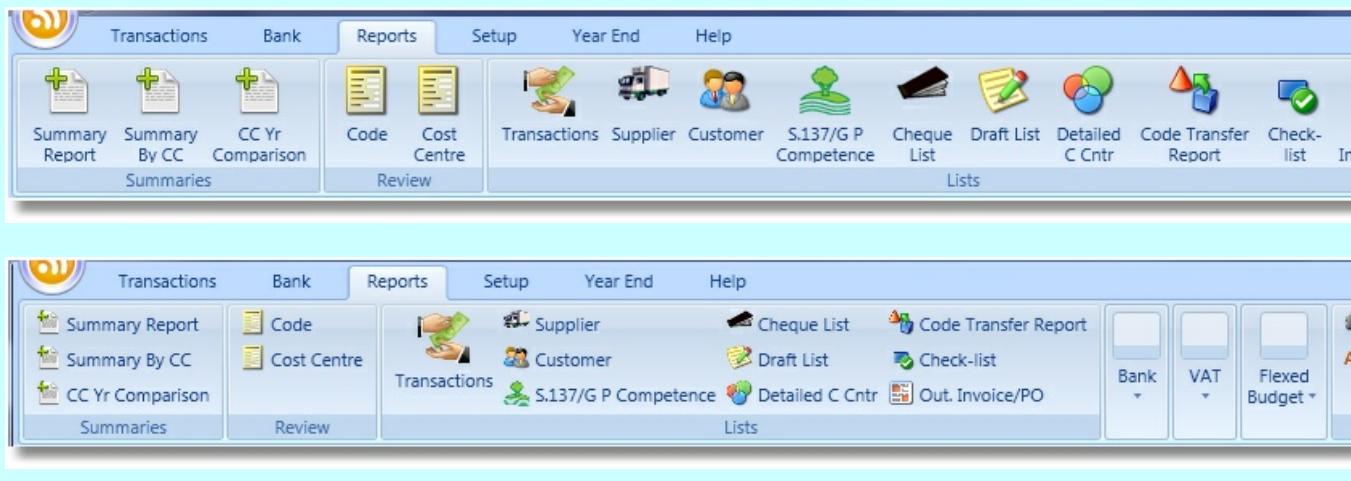 Transactions Bank Reports Setup Year End Help
Summary Report
Summary By CC
CC Yr Comparison
Code
Cost Centre
Transactions
Supplier
Customer
S.137/G P Competence
Cheque List
Draft List
Detailed C Cntr
Code Transfer Report
Check-list
Summaries Review Lists
Transactions Bank Reports Setup Year End Help
Summary Report
Summary By CC
CC Yr Comparison
Code
Cost Centre
Transactions
Supplier
Customer
S.137/G P Competence
Cheque List
Draft List
Detailed C Cntr
Code Transfer Report
Check-list
Out. Invoice/PO
Bank
VAT
Flexed Budget
Summaries Review Lists